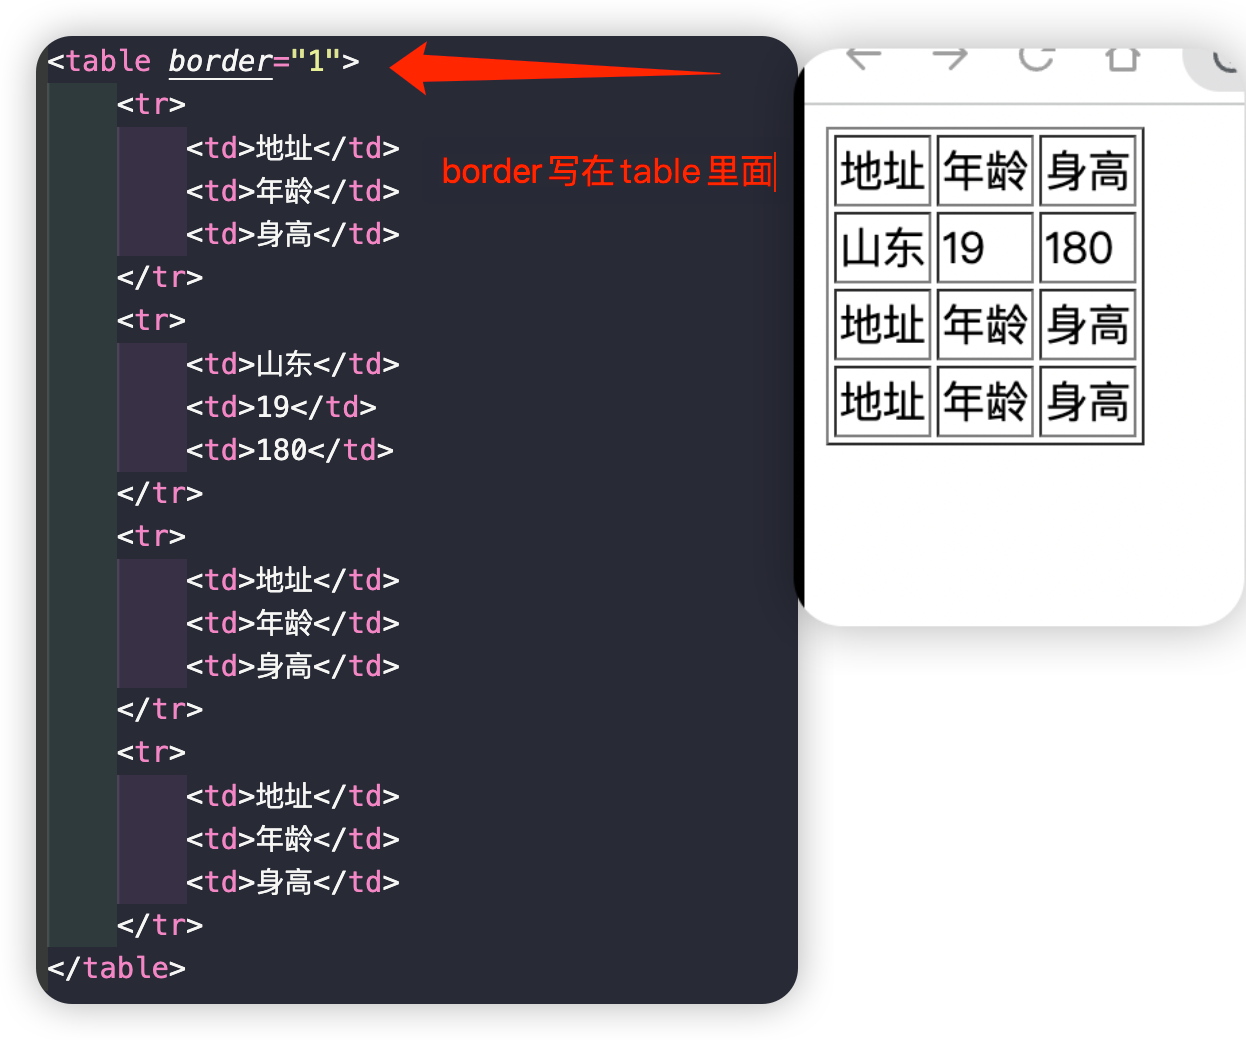 <table border="1">
<tr>
<td>地址</td>
<td>年龄</td>
<td>身高</td>
</tr>
<tr>
<td>山东</td>
<td>19</td>
<td>180</td>
</tr>
<tr>
<td>地址</td>
<td>年龄</td>
<td>身高</td>
</tr>
<tr>
<td>地址</td>
<td>年龄</td>
<td>身高</td>
</tr>
</table>
border 写在 table 里面
地址 年龄 身高
山东 19 180
地址 年龄 身高
地址 年龄 身高